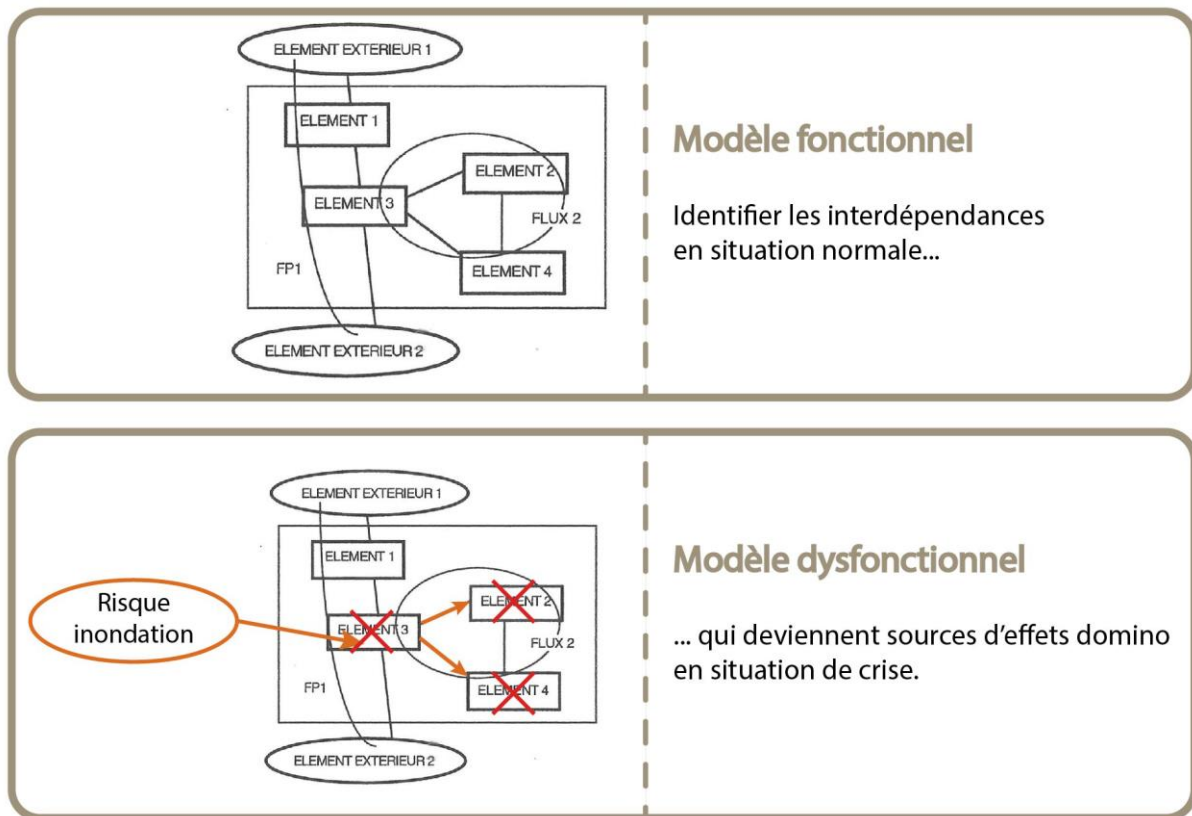 ELEMENT EXTERIEUR 1
ELEMENT 1
ELEMENT 2
ELEMENT 3
FLUX 2
FP1
ELEMENT 4
ELEMENT EXTERIEUR 2
Modèle fonctionnel
Identifier les interdépendances
en situation normale...
ELEMENT EXTERIEUR 1
ELEMENT 1
Risque
inondation
ELEMENT 2
ELEMENT 3
FLUX 2
FP1
ELEMENT 4
ELEMENT EXTERIEUR 2
Modèle dysfonctionnel
... qui deviennent sources d'effets domino
en situation de crise.